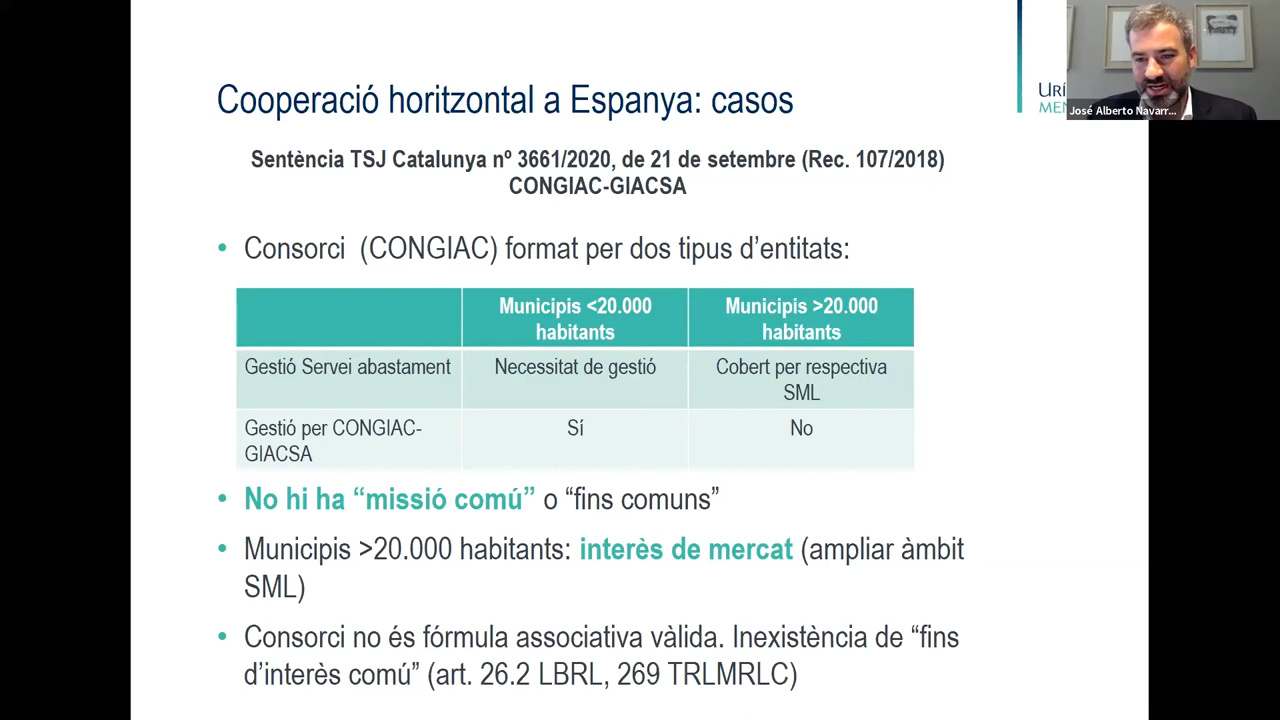 Cooperació horitzontal a Espanya: casos
URÍ
MEN
José Alberto Navarr...
Sentència TSJ Catalunya nº 3661/2020, de 21 de setembre (Rec. 107/2018)
CONGIAC-GIACSA
• Consorci (CONGIAC) format per dos tipus d’entitats:
Municipis <20.000 habitants
Municipis >20.000 habitants
Gestió Servei abastament
Necessitat de gestió
Cobert per respectiva SML
Gestió per CONGIAC-GIACSA
Sí
No
• No hi ha “missió comú” o “fins comuns”
• Municipis >20.000 habitants: interès de mercat (ampliar àmbit
SML)
• Consorci no és fórmula associativa vàlida. Inexistència de “fins
d’interès comú” (art. 26.2 LBRL, 269 TRLMRLC)